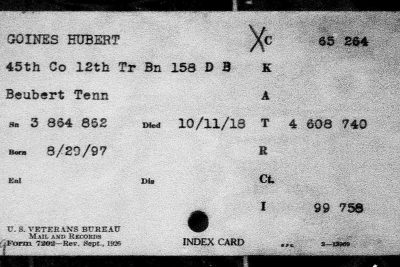 GOINES HUBERT XC 65 264
45th Co 12th Tr Bn 158 D B K
Beubert Tenn A
Sn 3 864 862 Died 10/11/18 T 4 608 740
Born 8/29/97 R
Enl Dis Ct.
I 99 758
U. S. VETERANS BUREAU
MAIL AND RECORDS
Form 7202—Rev. Sept., 1926 INDEX CARD